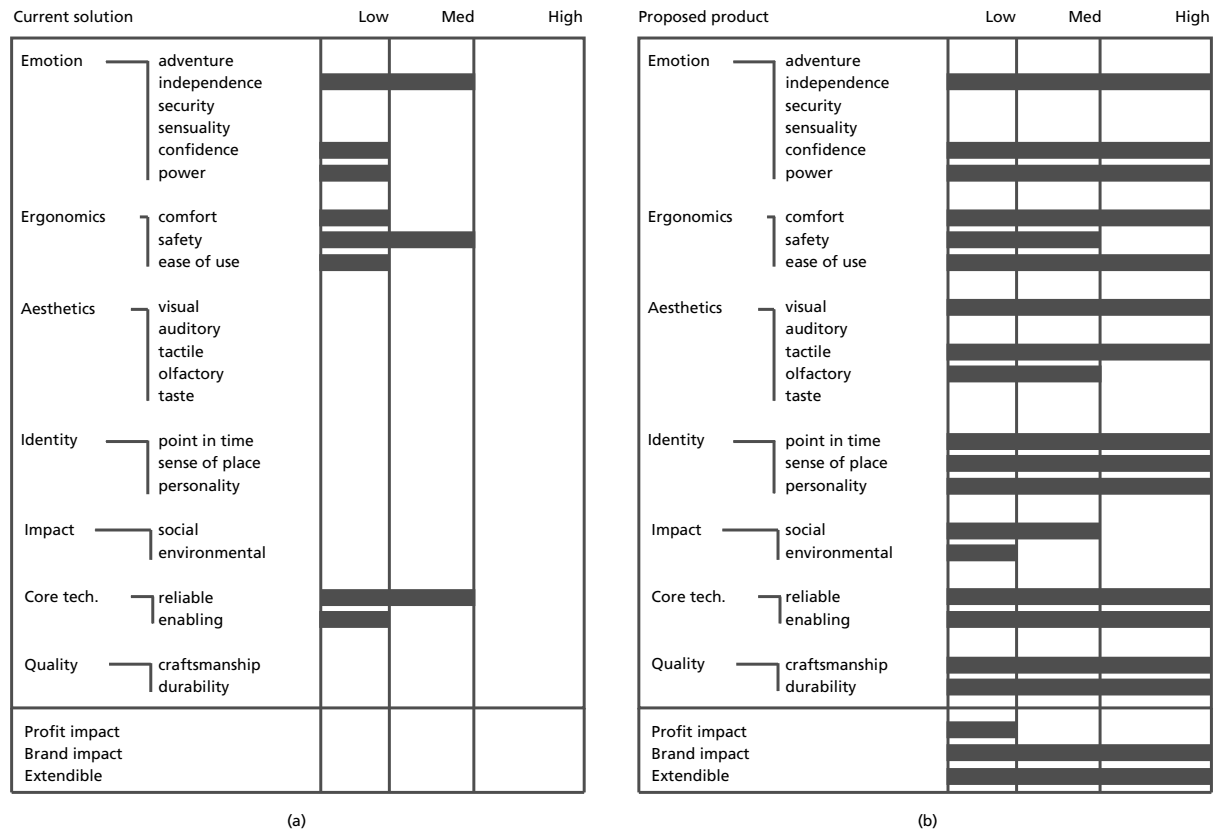 Current solution Low Med High
Emotion adventure
independence
security
sensuality
confidence
power
Ergonomics comfort
safety
ease of use
Aesthetics visual
auditory
tactile
olfactory
taste
Identity point in time
sense of place
personality
Impact social
environmental
Core tech. reliable
enabling
Quality craftsmanship
durability
Profit impact
Brand impact
Extendible
(a)
Proposed product Low Med High
Emotion adventure
independence
security
sensuality
confidence
power
Ergonomics comfort
safety
ease of use
Aesthetics visual
auditory
tactile
olfactory
taste
Identity point in time
sense of place
personality
Impact social
environmental
Core tech. reliable
enabling
Quality craftsmanship
durability
Profit impact
Brand impact
Extendible
(b)